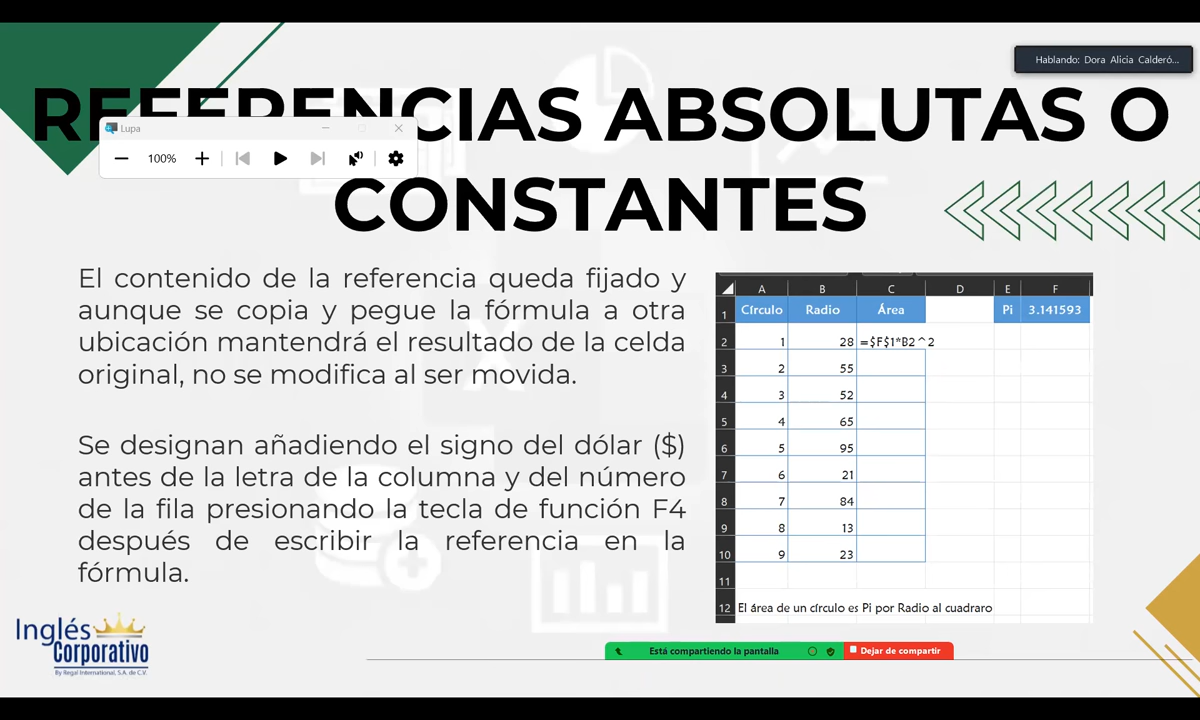 Hablando: Dora Alicia Calderó...
REFERENCIAS ABSOLUTAS O
Lupa
100%
CONSTANTES
El contenido de la referencia queda fijado y
aunque se copia y pegue la fórmula a otra
ubicación mantendrá el resultado de la celda
original, no se modifica al ser movida.
Se designan añadiendo el signo del dólar ($)
antes de la letra de la columna y del número
de la fila presionando la tecla de función F4
después de escribir la referencia en la
fórmula.
A B C D E F
1 Círculo Radio Área Pi 3.141593
2 1 28 =$F$1*B2^2
3 2 55
4 3 52
5 4 65
6 5 95
7 6 21
8 7 84
9 8 13
10 9 23
11
12 El área de un círculo es Pi por Radio al cuadraro
Inglés
Corporativo
By Regal International, S.A. de C.V.
Está compartiendo la pantalla
Dejar de compartir